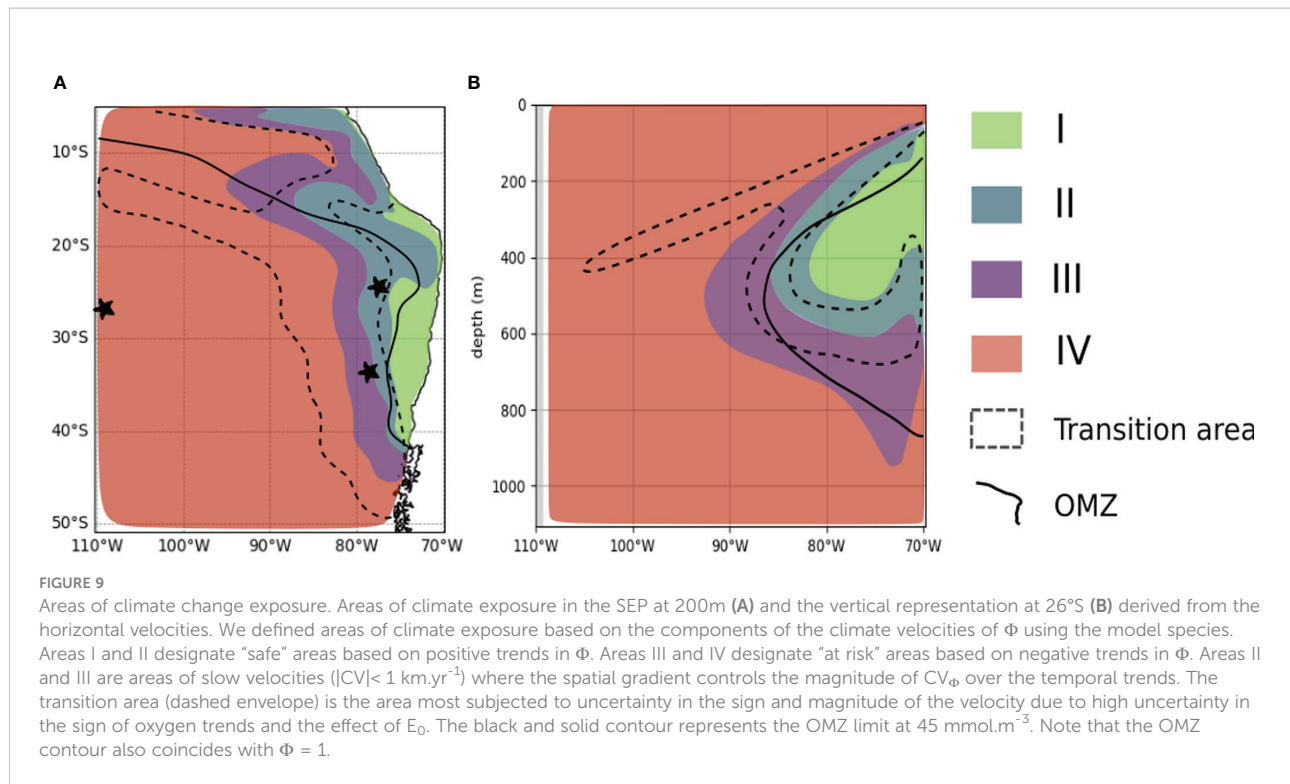 A
B
10°S
20°S
30°S
40°S
50°S
110°W
100°W
90°W
80°W
70°W
0
200
400
600
800
1000
depth (m)
110°W
100°W
90°W
80°W
70°W
I
II
III
IV
Transition area
OMZ
FIGURE 9
Areas of climate change exposure. Areas of climate exposure in the SEP at 200m (A) and the vertical representation at 26°S (B) derived from the
horizontal velocities. We defined areas of climate exposure based on the components of the climate velocities of Φ using the model species.
Areas I and II designate “safe” areas based on positive trends in Φ. Areas III and IV designate “at risk” areas based on negative trends in Φ. Areas II
and III are areas of slow velocities (|CV|< 1 km.yr⁻¹) where the spatial gradient controls the magnitude of CVΦ over the temporal trends. The
transition area (dashed envelope) is the area most subjected to uncertainty in the sign and magnitude of the velocity due to high uncertainty in
the sign of oxygen trends and the effect of E₀. The black and solid contour represents the OMZ limit at 45 mmol.m⁻³. Note that the OMZ
contour also coincides with Φ = 1.